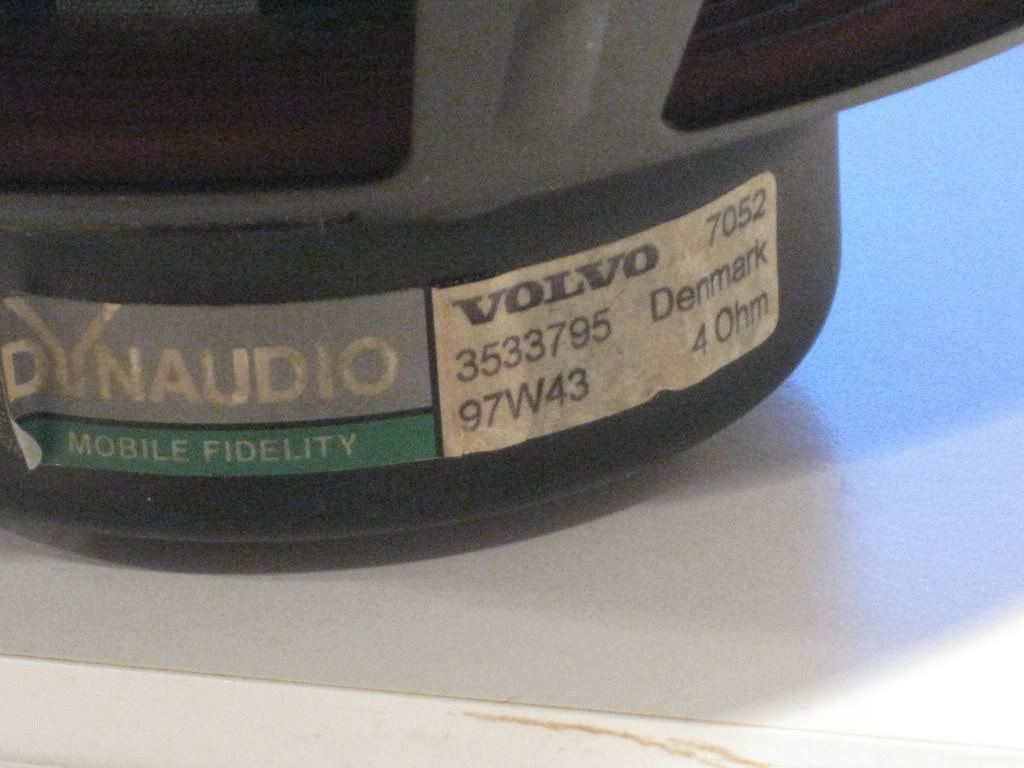 DYNAUDIO
MOBILE FIDELITY
VOLVO 7052
3533795 Denmark
97W43 4 Ohm